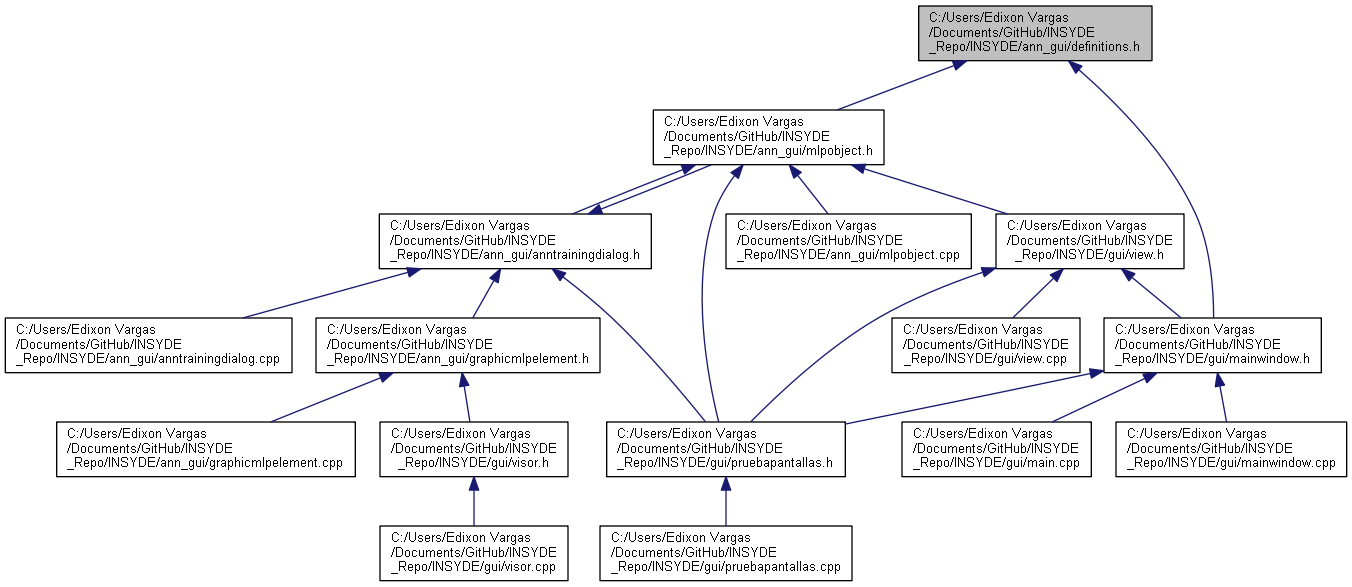 C:/Users/Edixon Vargas
/Documents/GitHub/INSYDE
_Repo/INSYDE/ann_gui/definitions.h
C:/Users/Edixon Vargas
/Documents/GitHub/INSYDE
_Repo/INSYDE/ann_gui/mlpobject.h
C:/Users/Edixon Vargas
/Documents/GitHub/INSYDE
_Repo/INSYDE/ann_gui/anntrainingdialog.h
C:/Users/Edixon Vargas
/Documents/GitHub/INSYDE
_Repo/INSYDE/ann_gui/mlpobject.cpp
C:/Users/Edixon Vargas
/Documents/GitHub/INSYDE
_Repo/INSYDE/gui/view.h
C:/Users/Edixon Vargas
/Documents/GitHub/INSYDE
_Repo/INSYDE/ann_gui/anntrainingdialog.cpp
C:/Users/Edixon Vargas
/Documents/GitHub/INSYDE
_Repo/INSYDE/ann_gui/graphicmlpelement.h
C:/Users/Edixon Vargas
/Documents/GitHub/INSYDE
_Repo/INSYDE/gui/view.cpp
C:/Users/Edixon Vargas
/Documents/GitHub/INSYDE
_Repo/INSYDE/gui/mainwindow.h
C:/Users/Edixon Vargas
/Documents/GitHub/INSYDE
_Repo/INSYDE/ann_gui/graphicmlpelement.cpp
C:/Users/Edixon Vargas
/Documents/GitHub/INSYDE
_Repo/INSYDE/gui/visor.h
C:/Users/Edixon Vargas
/Documents/GitHub/INSYDE
_Repo/INSYDE/gui/pruebapantallas.h
C:/Users/Edixon Vargas
/Documents/GitHub/INSYDE
_Repo/INSYDE/gui/main.cpp
C:/Users/Edixon Vargas
/Documents/GitHub/INSYDE
_Repo/INSYDE/gui/mainwindow.cpp
C:/Users/Edixon Vargas
/Documents/GitHub/INSYDE
_Repo/INSYDE/gui/visor.cpp
C:/Users/Edixon Vargas
/Documents/GitHub/INSYDE
_Repo/INSYDE/gui/pruebapantallas.cpp